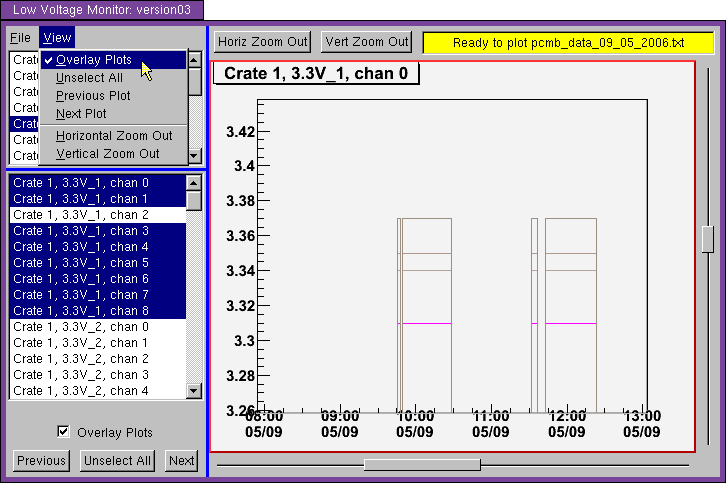 Low Voltage Monitor: version03
File View
Horiz Zoom Out Vert Zoom Out Ready to plot pcmb_data_09_05_2006.txt
Overlay Plots
Unselect All
Previous Plot
Next Plot
Horizontal Zoom Out
Vertical Zoom Out
Crate 1, 3.3V_1, chan 0
Crate 1, 3.3V_1, chan 1
Crate 1, 3.3V_1, chan 2
Crate 1, 3.3V_1, chan 3
Crate 1, 3.3V_1, chan 4
Crate 1, 3.3V_1, chan 5
Crate 1, 3.3V_1, chan 6
Crate 1, 3.3V_1, chan 7
Crate 1, 3.3V_1, chan 8
Crate 1, 3.3V_2, chan 0
Crate 1, 3.3V_2, chan 1
Crate 1, 3.3V_2, chan 2
Crate 1, 3.3V_2, chan 3
Crate 1, 3.3V_2, chan 4
Overlay Plots
Previous Unselect All Next
Crate 1, 3.3V_1, chan 0
3.42
3.4
3.38
3.36
3.34
3.32
3.3
3.28
3.26
08:00 09:00 10:00 11:00 12:00 13:00
05/09 05/09 05/09 05/09 05/09 05/09